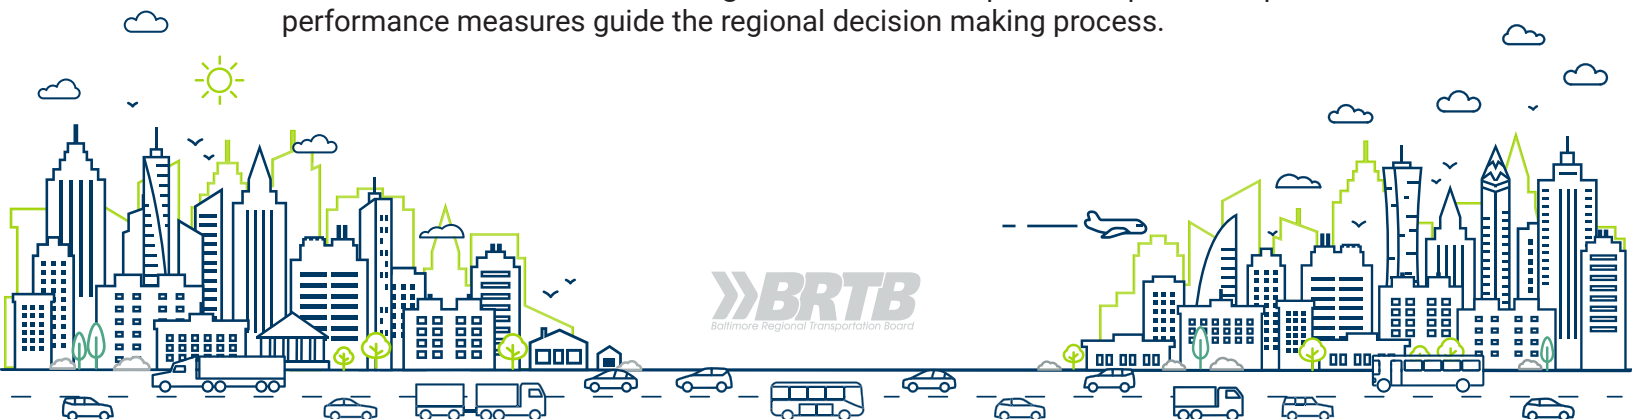 performance measures guide the regional decision making process.
BRTB
Baltimore Regional Transportation Board